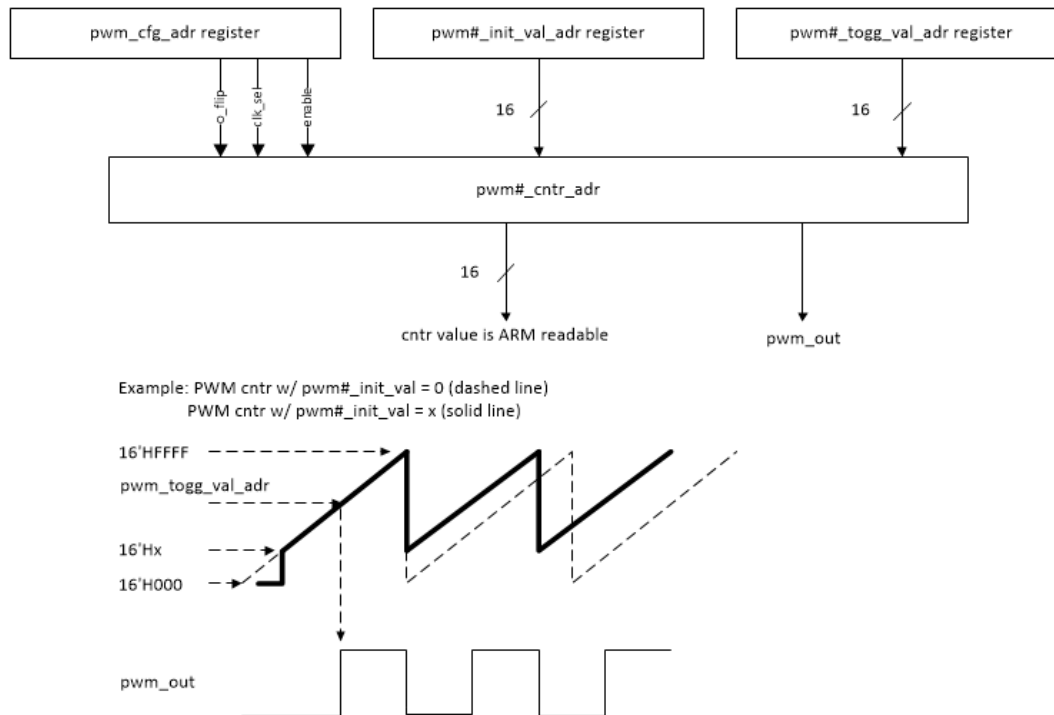 pwm_cfg_adr register
pwm#_init_val_adr register
pwm#_togg_val_adr register
o_flip
clk_sel
enable
16
16
pwm#_cntr_adr
16
cntr value is ARM readable
pwm_out
Example: PWM cntr w/ pwm#_init_val = 0 (dashed line)
PWM cntr w/ pwm#_init_val = x (solid line)
16'HFFFF
pwm_togg_val_adr
16'Hx
16'H000
pwm_out